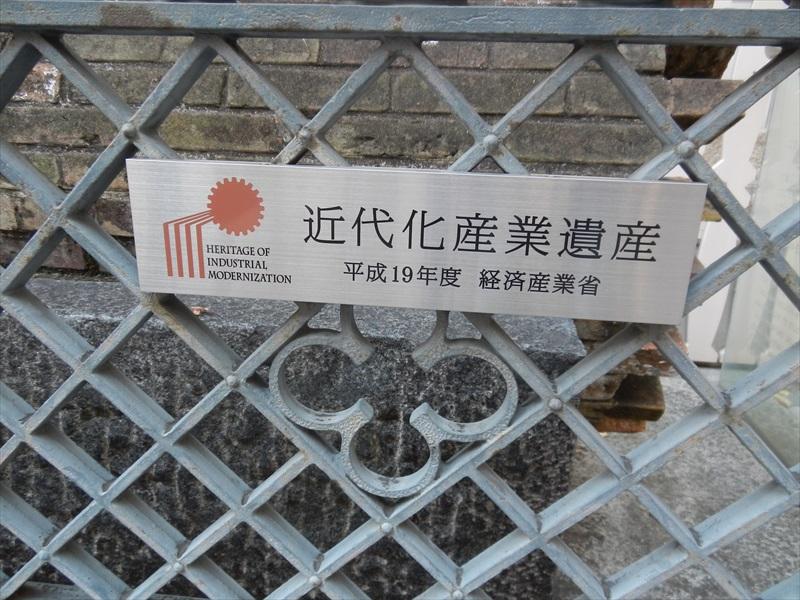 HERITAGE OF
INDUSTRIAL
MODERNIZATION
近代化産業遺産
平成19年度 経済産業省